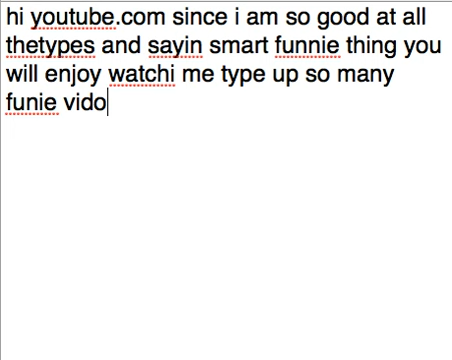 hi youtube.com since i am so good at all
thetypes and sayin smart funnie thing you
will enjoy watchi me type up so many
funie vido